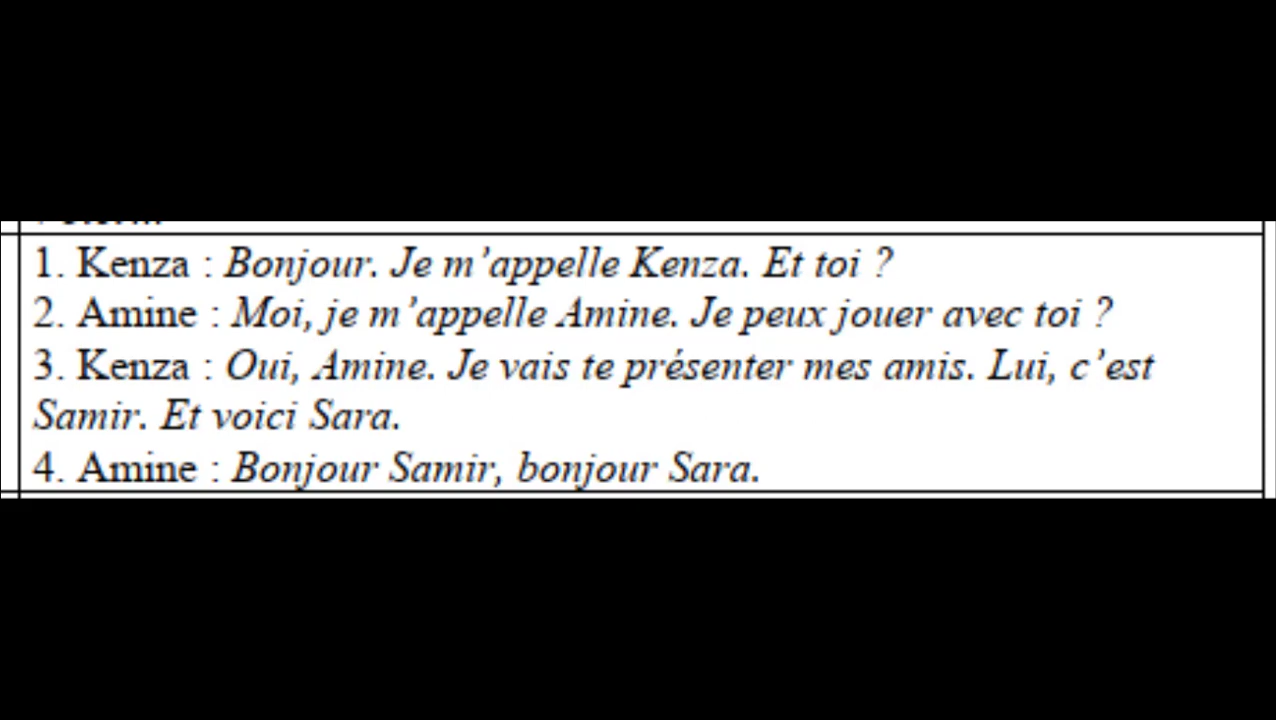 1. Kenza : Bonjour. Je m’appelle Kenza. Et toi ?
2. Amine : Moi, je m’appelle Amine. Je peux jouer avec toi ?
3. Kenza : Oui, Amine. Je vais te présenter mes amis. Lui, c’est
Samir. Et voici Sara.
4. Amine : Bonjour Samir, bonjour Sara.